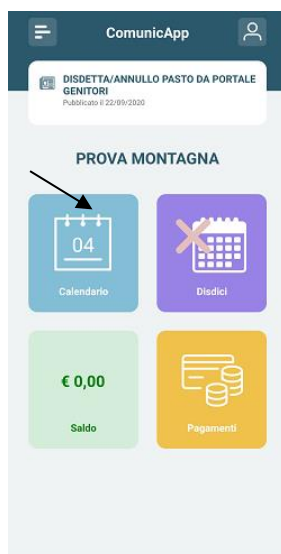 ComunicApp
DISDETTA/ANNULLO PASTO DA PORTALE
GENITORI
Pubblicato il 22/09/2020
PROVA MONTAGNA
04
Calendario
Disdici
€ 0,00
Saldo
Pagamenti